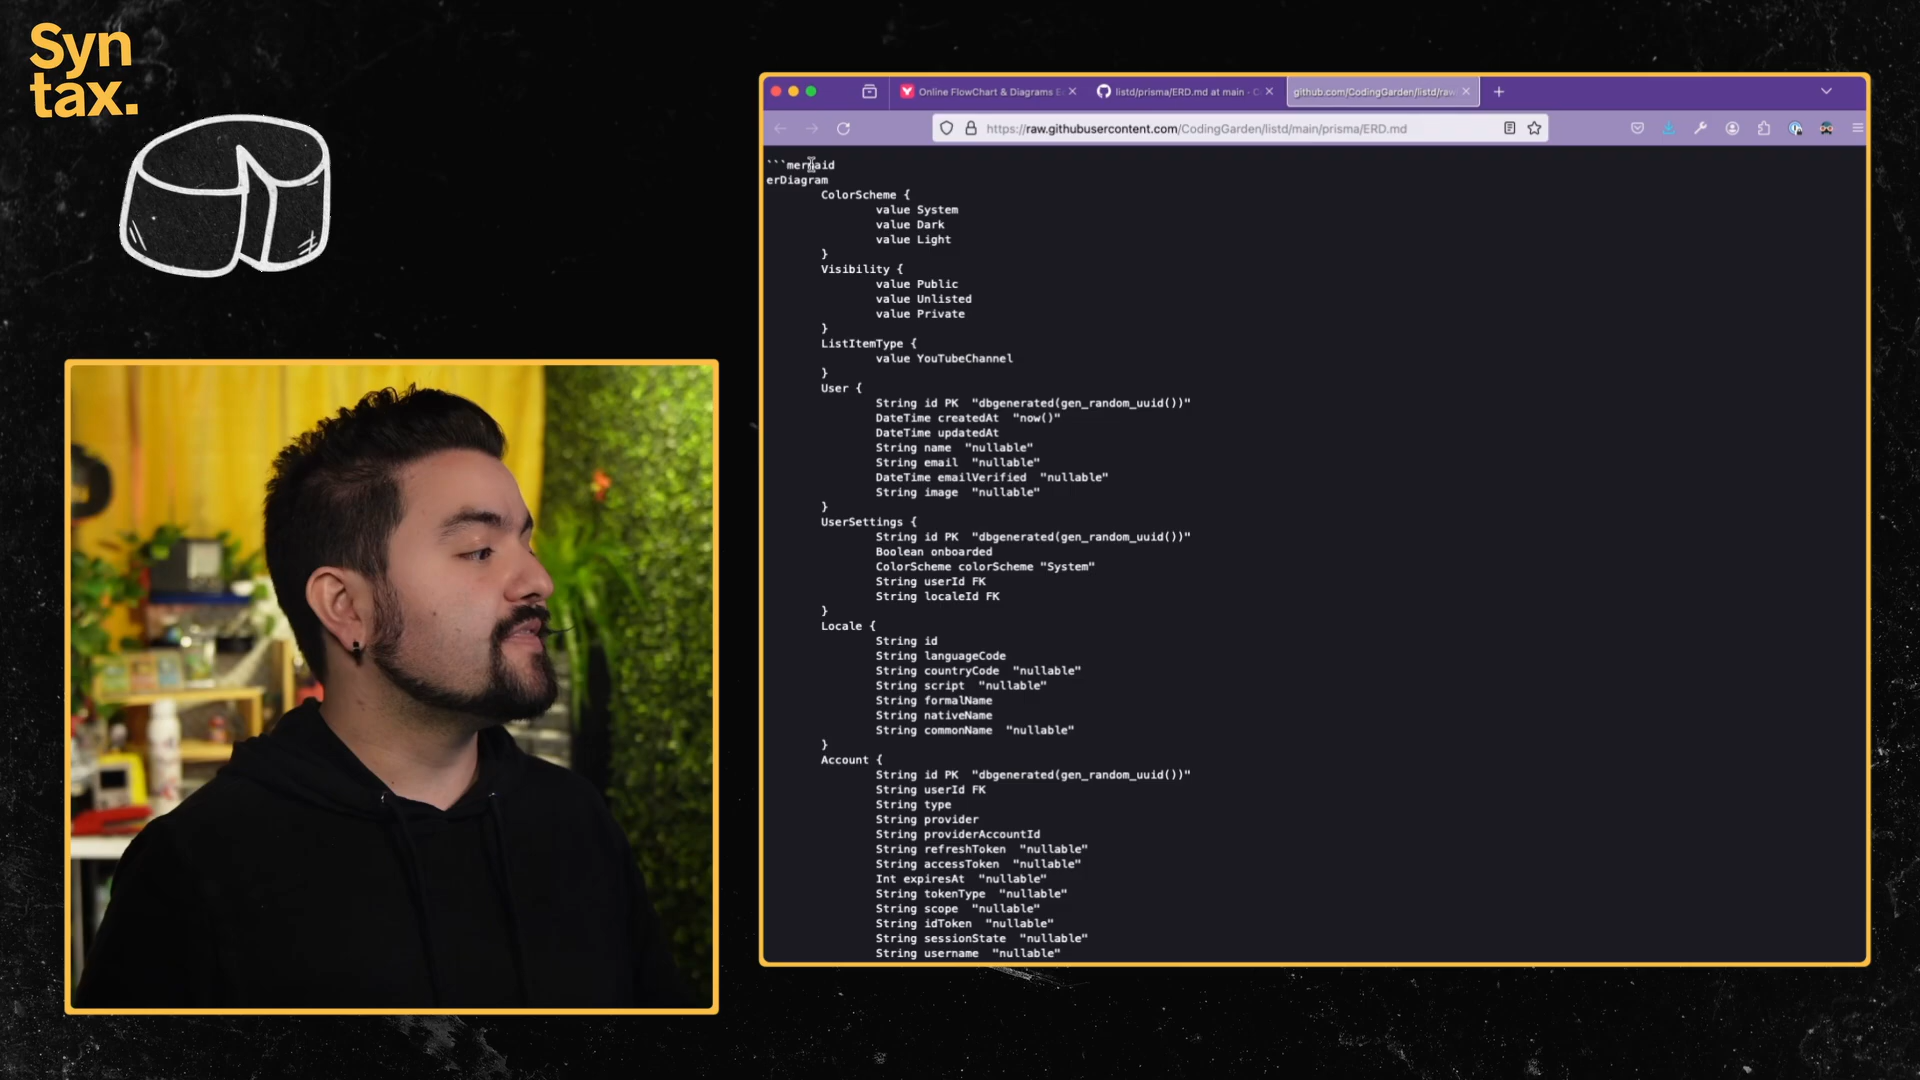 Syn
tax.
Online FlowChart & Diagrams E
listd/prisma/ERD.md at main · C
github.com/CodingGarden/listd/raw
https://raw.githubusercontent.com/CodingGarden/listd/main/prisma/ERD.md
```mermaid
erDiagram
ColorScheme {
value System
value Dark
value Light
}
Visibility {
value Public
value Unlisted
value Private
}
ListItemType {
value YouTubeChannel
}
User {
String id PK "dbgenerated(gen_random_uuid())"
DateTime createdAt "now()"
DateTime updatedAt
String name "nullable"
String email "nullable"
DateTime emailVerified "nullable"
String image "nullable"
}
UserSettings {
String id PK "dbgenerated(gen_random_uuid())"
Boolean onboarded
ColorScheme colorScheme "System"
String userId FK
String localeId FK
}
Locale {
String id
String languageCode
String countryCode "nullable"
String script "nullable"
String formalName
String nativeName
String commonName "nullable"
}
Account {
String id PK "dbgenerated(gen_random_uuid())"
String userId FK
String type
String provider
String providerAccountId
String refreshToken "nullable"
String accessToken "nullable"
Int expiresAt "nullable"
String tokenType "nullable"
String scope "nullable"
String idToken "nullable"
String sessionState "nullable"
String username "nullable"